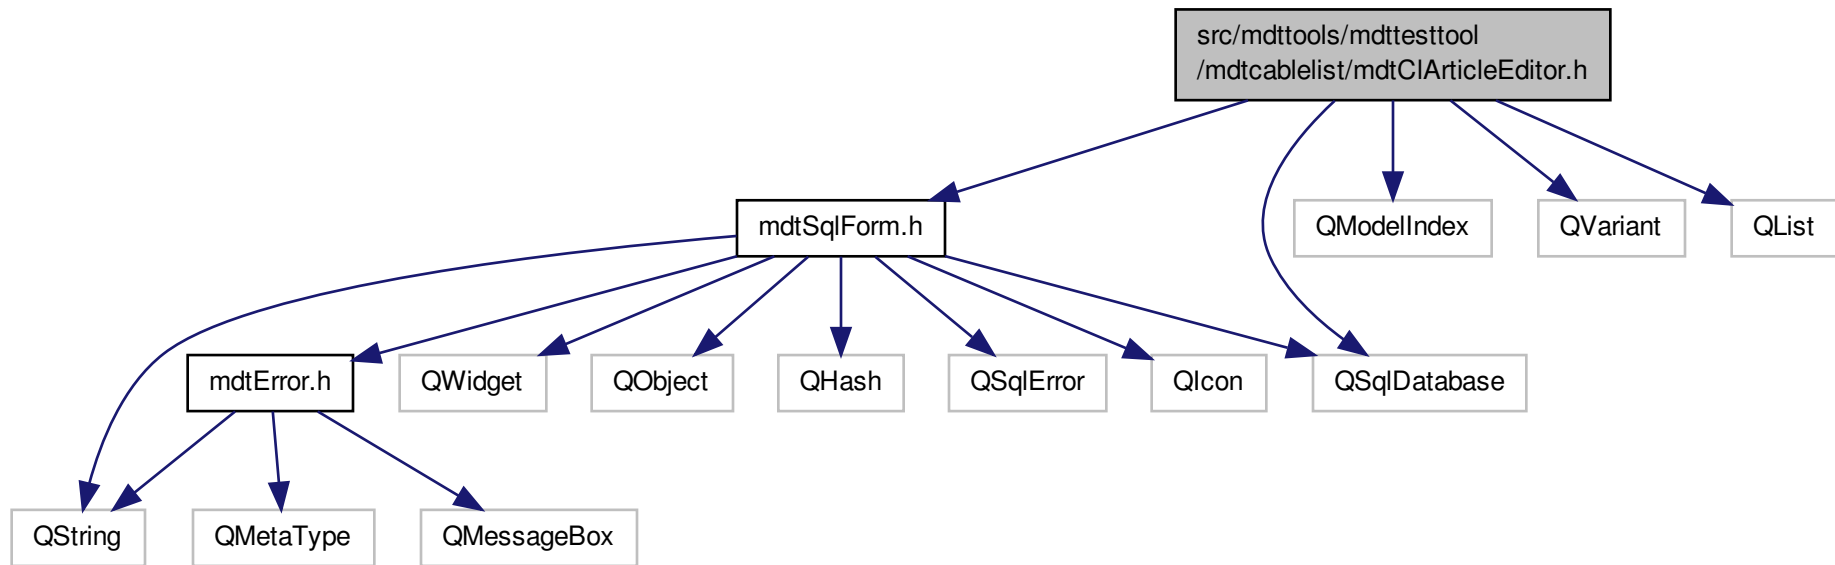 src/mdttools/mdttesttool
/mdtcablelist/mdtClArticleEditor.h
mdtSqlForm.h
QModelIndex
QVariant
QList
mdtError.h
QWidget
QObject
QHash
QSqlError
QIcon
QSqlDatabase
QString
QMetaType
QMessageBox